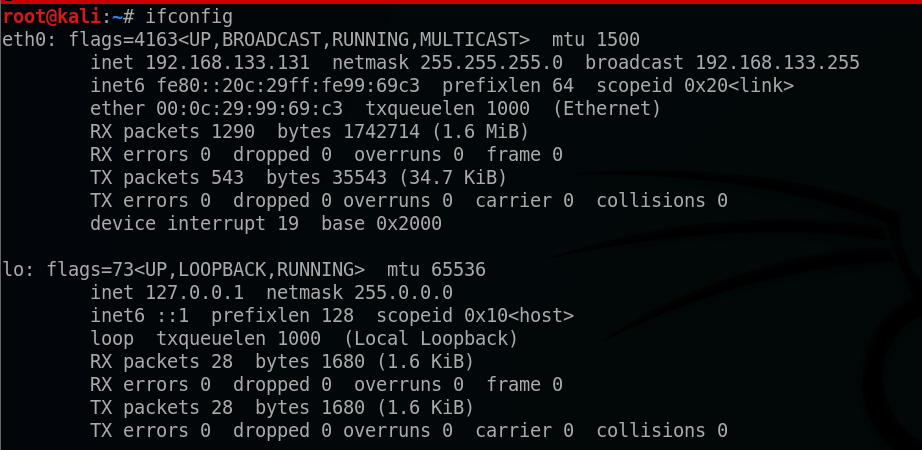 root@kali:~# ifconfig
eth0: flags=4163<UP,BROADCAST,RUNNING,MULTICAST>  mtu 1500
        inet 192.168.133.131  netmask 255.255.255.0  broadcast 192.168.133.255
        inet6 fe80::20c:29ff:fe99:69c3  prefixlen 64  scopeid 0x20<link>
        ether 00:0c:29:99:69:c3  txqueuelen 1000  (Ethernet)
        RX packets 1290  bytes 1742714 (1.6 MiB)
        RX errors 0  dropped 0  overruns 0  frame 0
        TX packets 543  bytes 35543 (34.7 KiB)
        TX errors 0  dropped 0 overruns 0  carrier 0  collisions 0
        device interrupt 19  base 0x2000

lo: flags=73<UP,LOOPBACK,RUNNING>  mtu 65536
        inet 127.0.0.1  netmask 255.0.0.0
        inet6 ::1  prefixlen 128  scopeid 0x10<host>
        loop  txqueuelen 1000  (Local Loopback)
        RX packets 28  bytes 1680 (1.6 KiB)
        RX errors 0  dropped 0  overruns 0  frame 0
        TX packets 28  bytes 1680 (1.6 KiB)
        TX errors 0  dropped 0 overruns 0  carrier 0  collisions 0